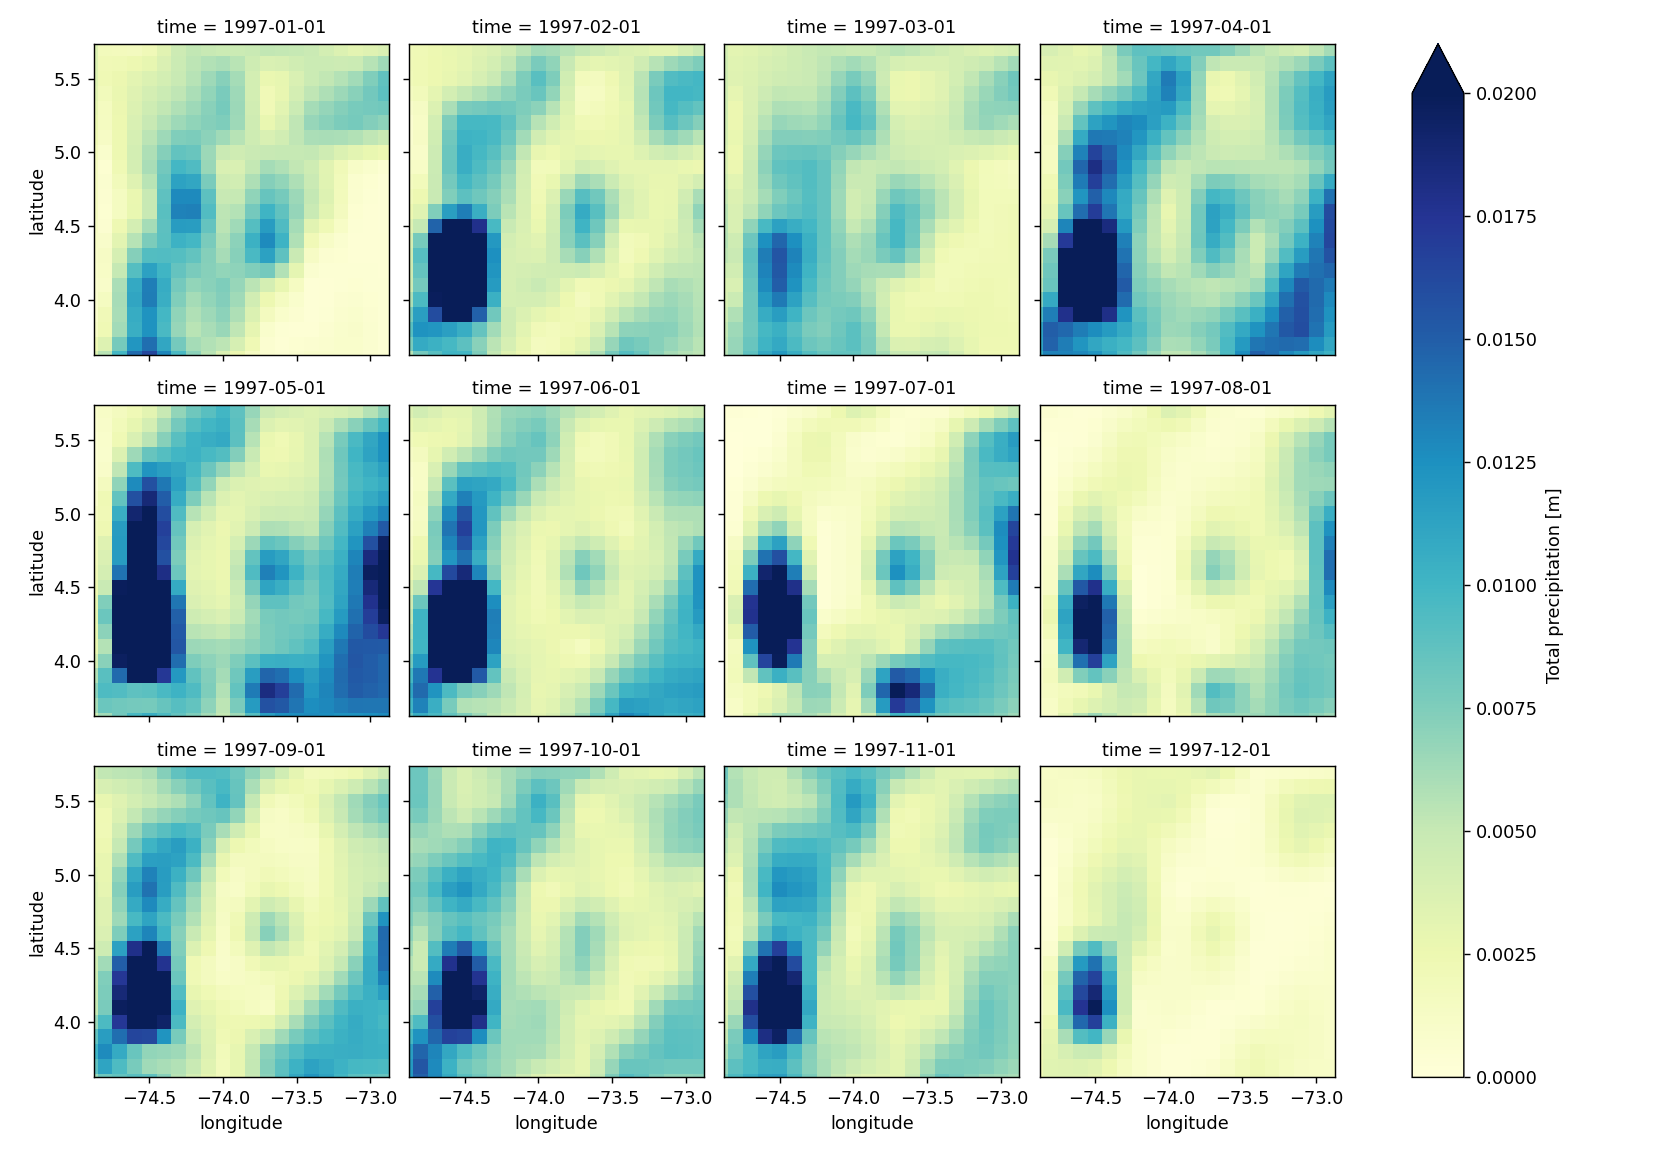 time = 1997-01-01
time = 1997-02-01
time = 1997-03-01
time = 1997-04-01
5.5
5.0
4.5
4.0
latitude
time = 1997-05-01
time = 1997-06-01
time = 1997-07-01
time = 1997-08-01
5.5
5.0
4.5
4.0
latitude
time = 1997-09-01
time = 1997-10-01
time = 1997-11-01
time = 1997-12-01
5.5
5.0
4.5
4.0
latitude
−74.5 −74.0 −73.5 −73.0
longitude
−74.5 −74.0 −73.5 −73.0
longitude
−74.5 −74.0 −73.5 −73.0
longitude
−74.5 −74.0 −73.5 −73.0
longitude
0.0200
0.0175
0.0150
0.0125
0.0100
0.0075
0.0050
0.0025
0.0000
Total precipitation [m]